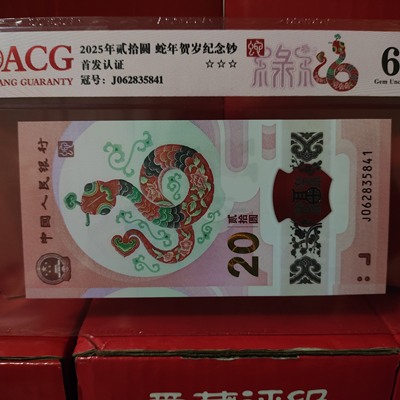 ACG
ANG GUARANTY
2025年贰拾圆 蛇年贺岁纪念钞
首发认证
冠号：J062835841
☆☆☆
6
Gem Unc
中国人民银行
贰拾圆
20
J062835841